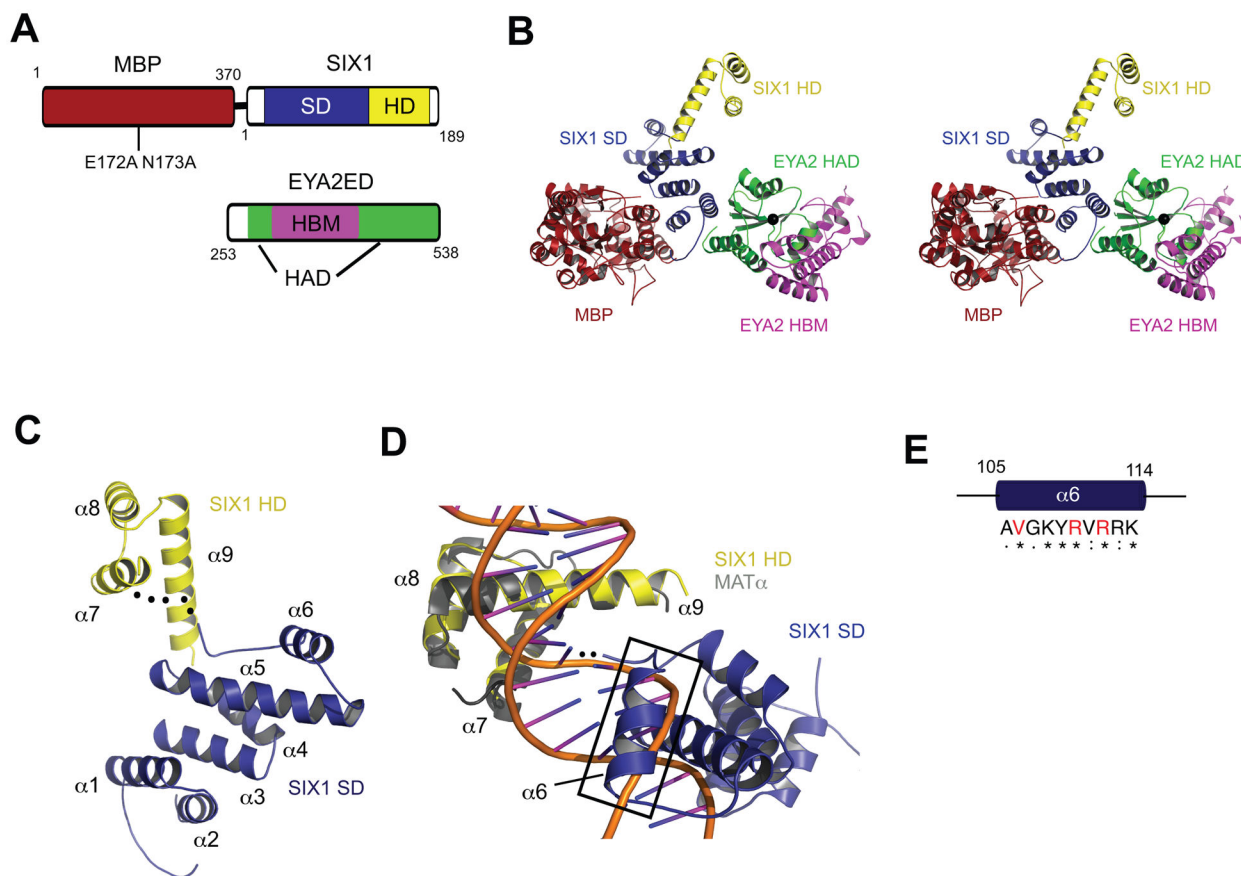 A
MBP
SIX1
1
370
SD
HD
1
189
E172A N173A
EYA2ED
HBM
253
538
HAD
B
SIX1 HD
SIX1 SD
EYA2 HAD
MBP
EYA2 HBM
SIX1 HD
SIX1 SD
EYA2 HAD
MBP
EYA2 HBM
C
α8
SIX1 HD
α9
α7
α6
α5
α4
α1
α3
SIX1 SD
α2
D
SIX1 HD
MATα
α8
α9
SIX1 SD
α7
α6
E
105
114
α6
AVGKYRVRRK
.*.***:*:*